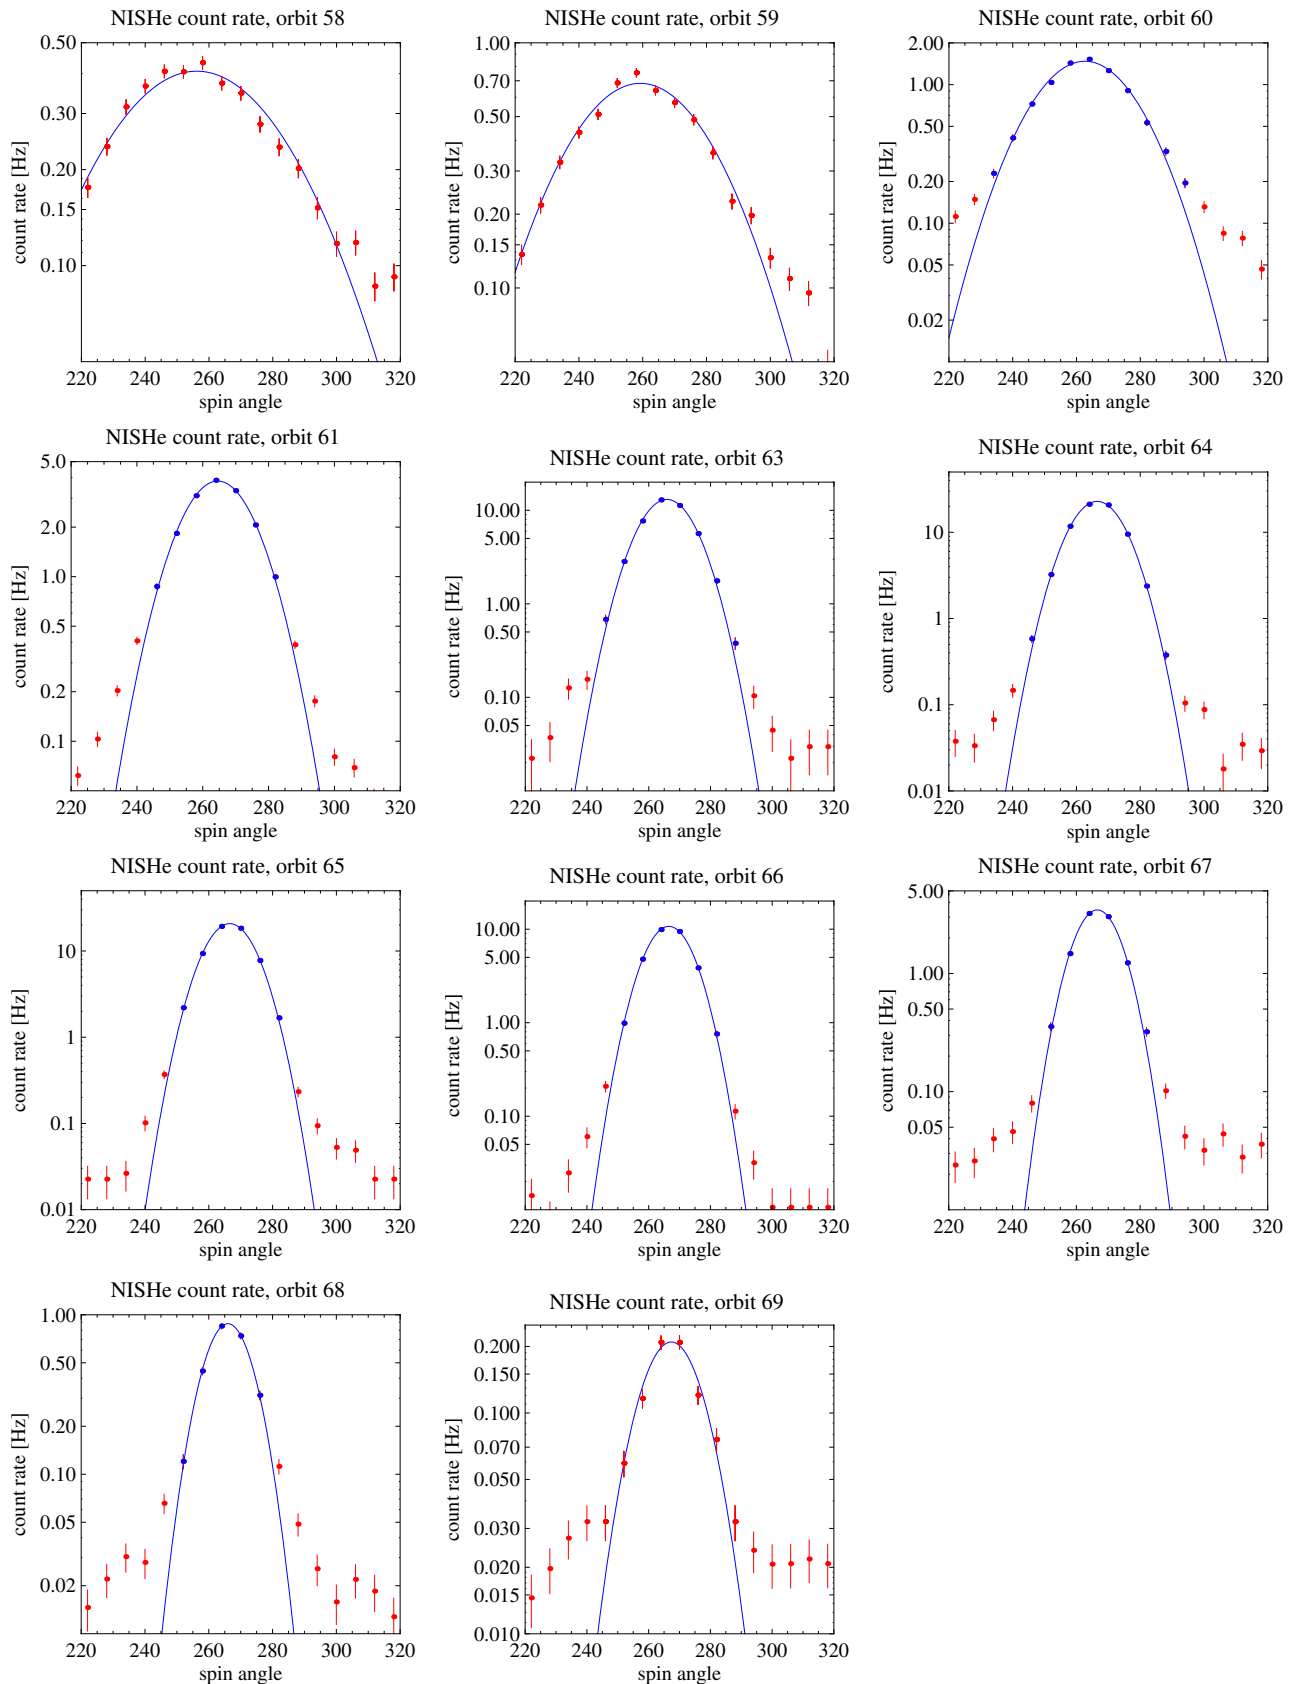 NISHe count rate, orbit 58
NISHe count rate, orbit 59
NISHe count rate, orbit 60
count rate [Hz]
0.50
0.30
0.20
0.15
0.10
220 240 260 280 300 320
spin angle
count rate [Hz]
1.00
0.70
0.50
0.30
0.20
0.15
0.10
220 240 260 280 300 320
spin angle
count rate [Hz]
2.00
1.00
0.50
0.20
0.10
0.05
0.02
220 240 260 280 300 320
spin angle
NISHe count rate, orbit 61
NISHe count rate, orbit 63
NISHe count rate, orbit 64
count rate [Hz]
5.0
2.0
1.0
0.5
0.2
0.1
220 240 260 280 300 320
spin angle
count rate [Hz]
10.00
5.00
1.00
0.50
0.10
0.05
220 240 260 280 300 320
spin angle
count rate [Hz]
10
1
0.1
0.01
220 240 260 280 300 320
spin angle
NISHe count rate, orbit 65
NISHe count rate, orbit 66
NISHe count rate, orbit 67
count rate [Hz]
10
1
0.1
0.01
220 240 260 280 300 320
spin angle
count rate [Hz]
10.00
5.00
1.00
0.50
0.10
0.05
220 240 260 280 300 320
spin angle
count rate [Hz]
5.00
1.00
0.50
0.10
0.05
220 240 260 280 300 320
spin angle
NISHe count rate, orbit 68
NISHe count rate, orbit 69
count rate [Hz]
1.00
0.50
0.20
0.10
0.05
0.02
220 240 260 280 300 320
spin angle
count rate [Hz]
0.200
0.150
0.100
0.070
0.050
0.030
0.020
0.015
0.010
220 240 260 280 300 320
spin angle